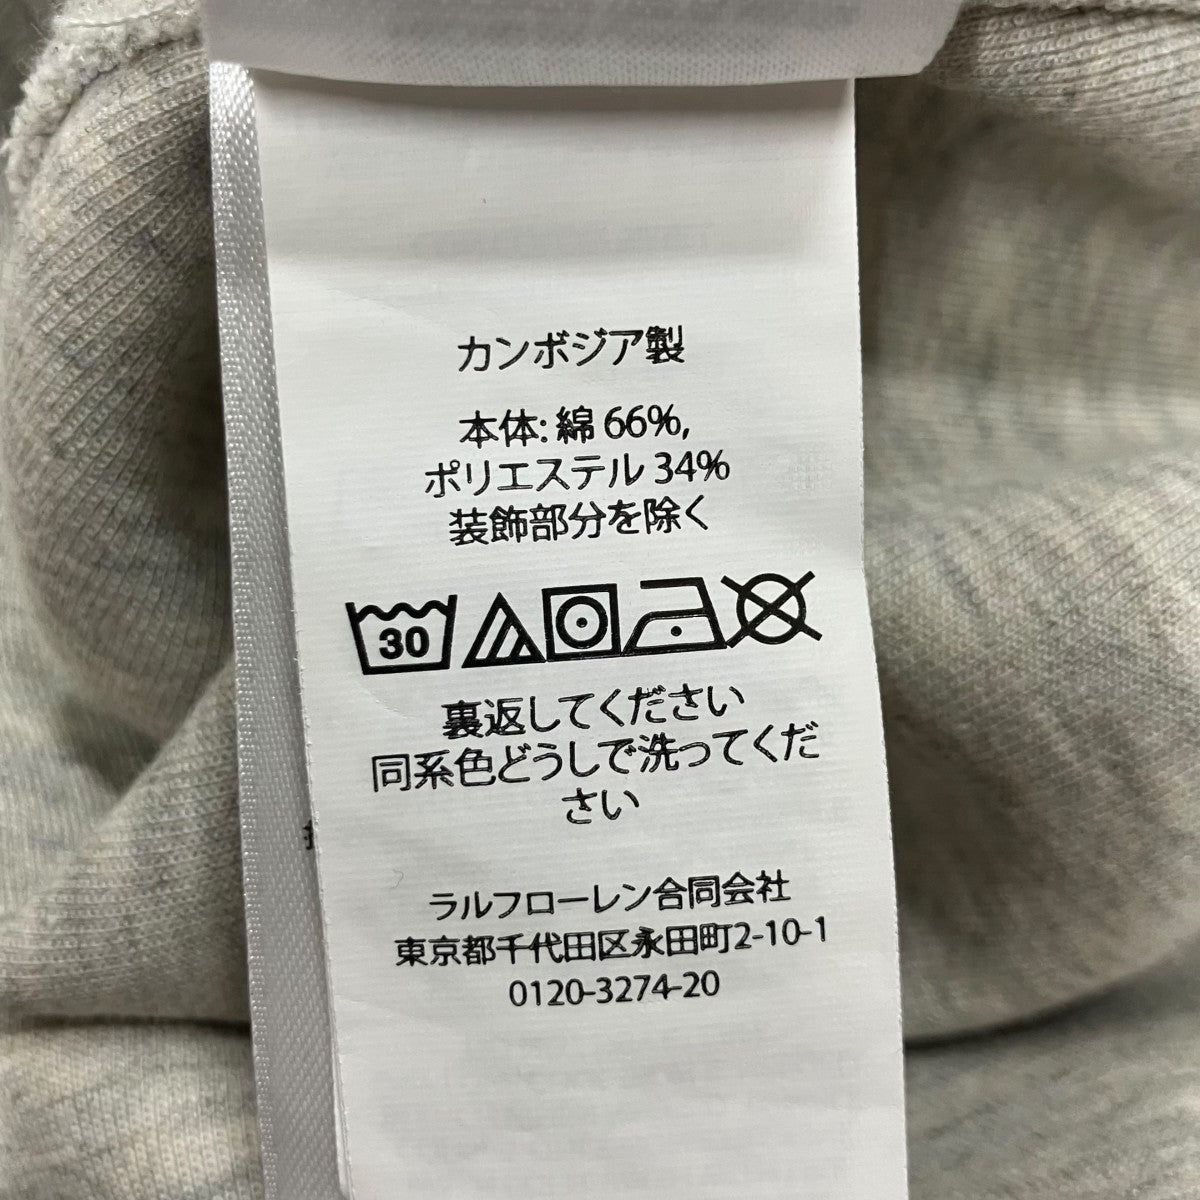 カンボジア製
本体: 綿 66%,
ポリエステル 34%
装飾部分を除く
30
裏返してください
同系色どうしで洗ってくだ
さい
ラルフローレン合同会社
東京都千代田区永田町2-10-1
0120-3274-20